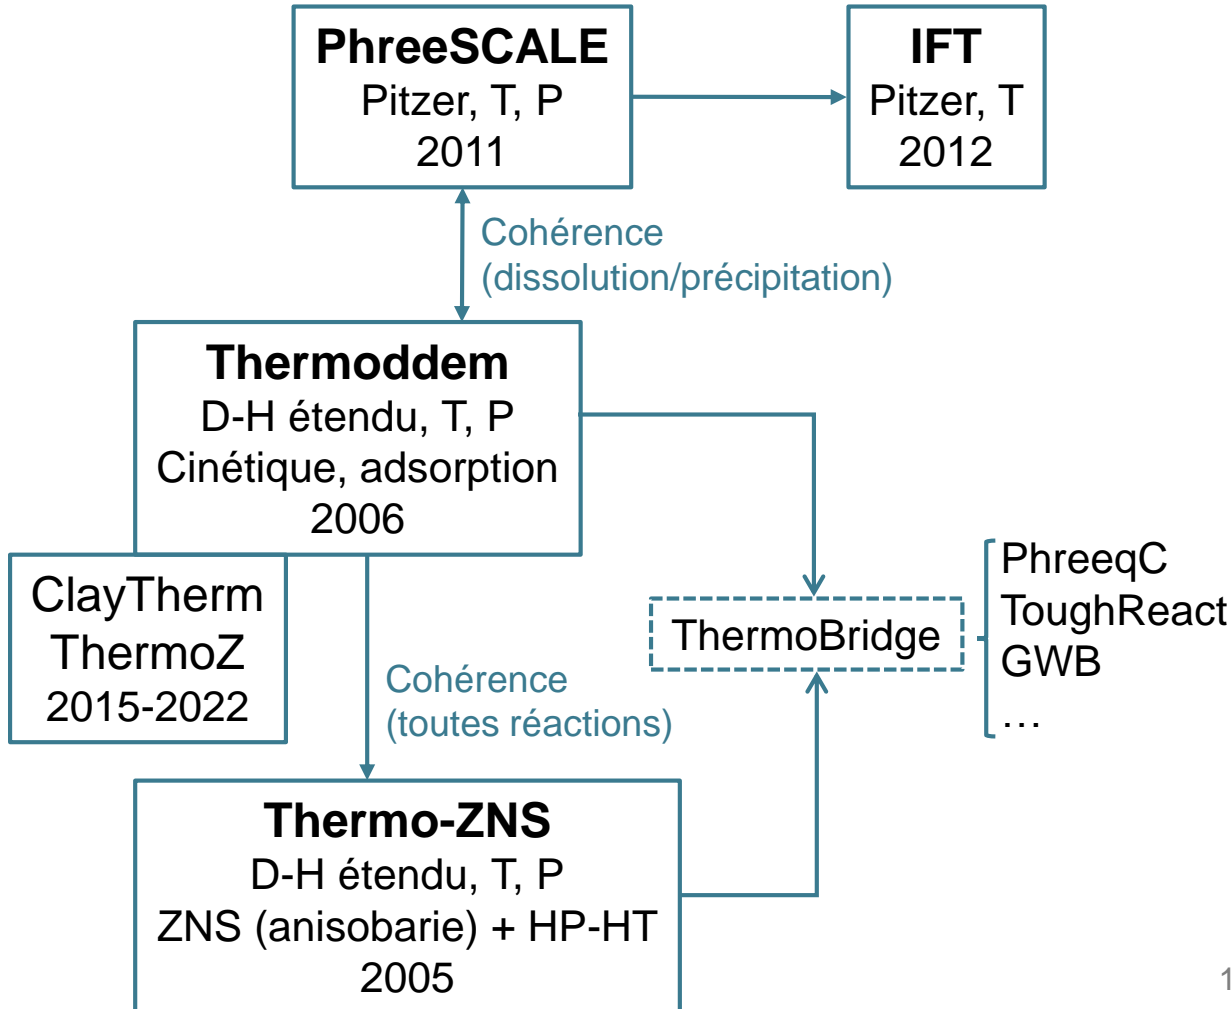 PhreeSCALE
Pitzer, T, P
2011
IFT
Pitzer, T
2012
Cohérence
(dissolution/précipitation)
Thermoddem
D-H étendu, T, P
Cinétique, adsorption
2006
ClayTherm
ThermoZ
2015-2022
Cohérence
(toutes réactions)
ThermoBridge
PhreeqC
ToughReact
GWB
…
Thermo-ZNS
D-H étendu, T, P
ZNS (anisobarie) + HP-HT
2005
1